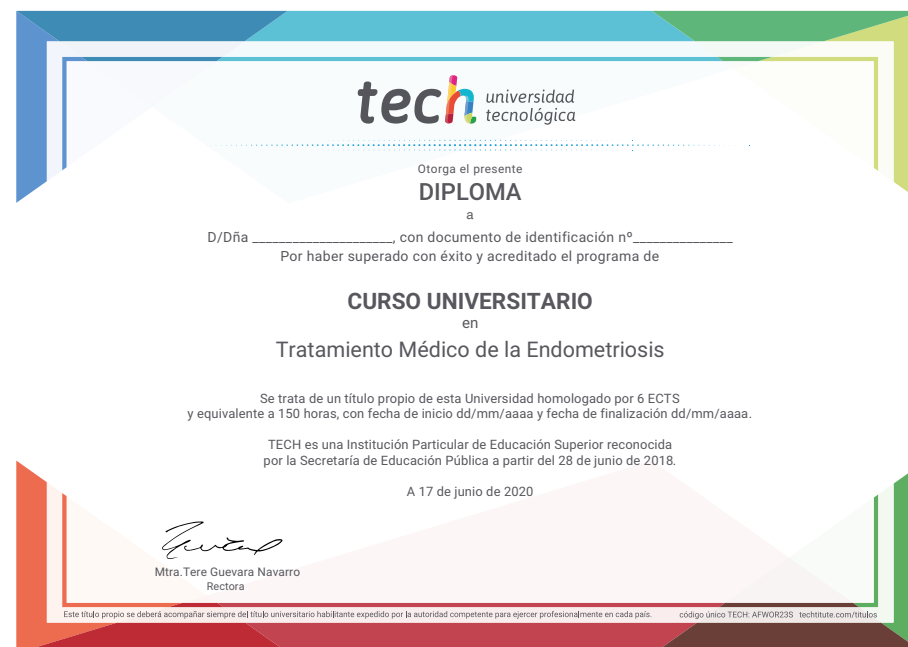 tech universidad
tecnológica
Otorga el presente
DIPLOMA
a
D/Dña _____________________, con documento de identificación nº_______________
Por haber superado con éxito y acreditado el programa de
CURSO UNIVERSITARIO
en
Tratamiento Médico de la Endometriosis
Se trata de un título propio de esta Universidad homologado por 6 ECTS
y equivalente a 150 horas, con fecha de inicio dd/mm/aaaa y fecha de finalización dd/mm/aaaa.
TECH es una Institución Particular de Educación Superior reconocida
por la Secretaría de Educación Pública a partir del 28 de junio de 2018.
A 17 de junio de 2020
Mtra.Tere Guevara Navarro
Rectora
Este título propio se deberá acompañar siempre del título universitario habilitante expedido por la autoridad competente para ejercer profesionalmente en cada país. código único TECH: AFWOR23S techtitute.com/titulos